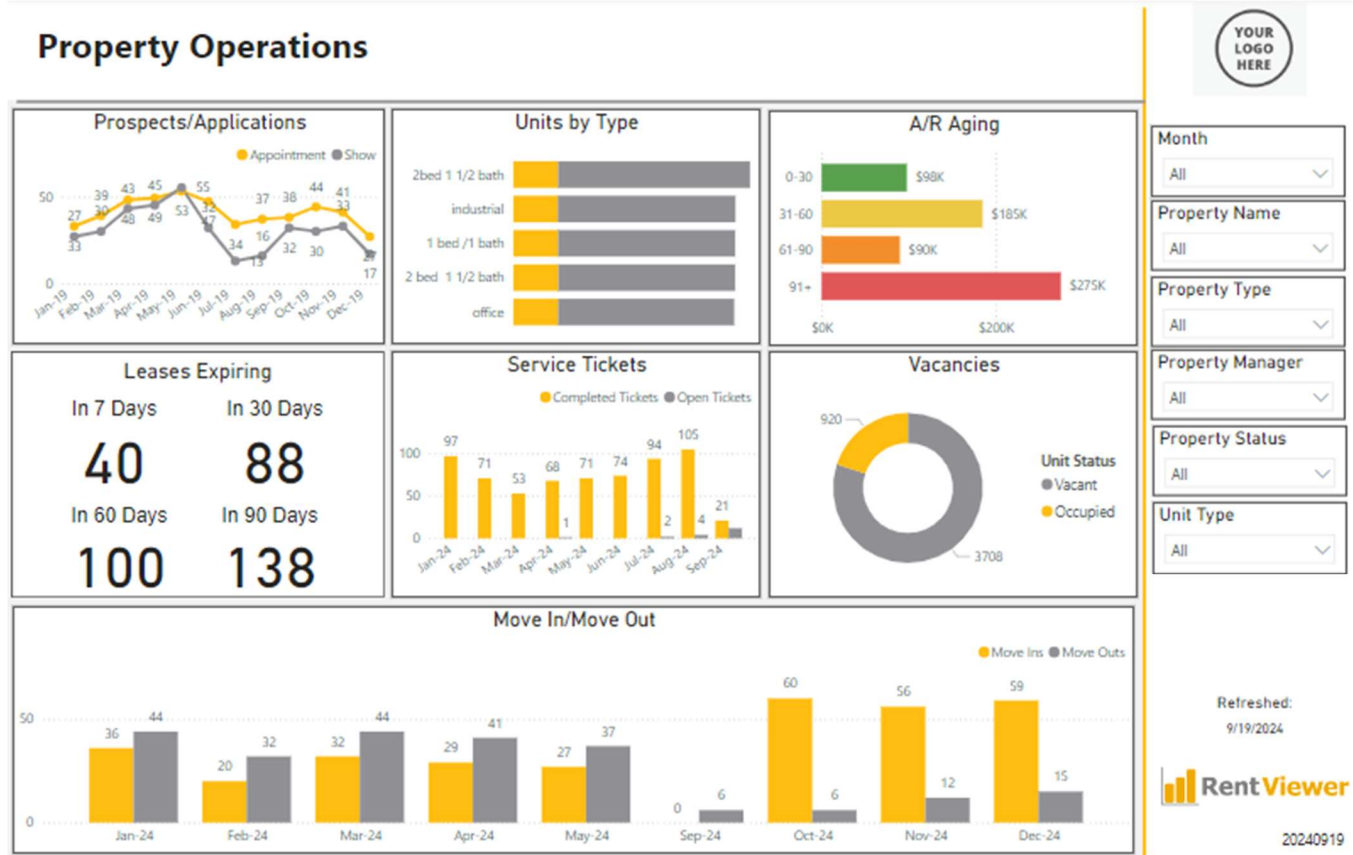 Property Operations
YOUR
LOGO
HERE
Prospects/Applications
Appointment Show
50
0
27 39 43 45 55 32 37 38 44 41
33 30 48 49 53 47 34 13 16 32 30 33 27 17
Jan-19 Feb-19 Mar-19 Apr-19 May-19 Jun-19 Jul-19 Aug-19 Sep-19 Oct-19 Nov-19 Dec-19
Units by Type
2bed 1 1/2 bath
industrial
1 bed /1 bath
2 bed 1 1/2 bath
office
A/R Aging
0-30 $98K
31-60 $185K
61-90 $90K
91+ $275K
$0K $200K
Leases Expiring
In 7 Days In 30 Days
40 88
In 60 Days In 90 Days
100 138
Service Tickets
Completed Tickets Open Tickets
100
50
0
97 71 53 68 1 71 74 94 2 105 4 21
Jan-24 Feb-24 Mar-24 Apr-24 May-24 Jun-24 Jul-24 Aug-24 Sep-24
Vacancies
920
3708
Unit Status
Vacant
Occupied
Move In/Move Out
Move Ins Move Outs
50
0
36 44 20 32 32 44 29 41 27 37 0 6 60 6 56 12 59 15
Jan-24 Feb-24 Mar-24 Apr-24 May-24 Sep-24 Oct-24 Nov-24 Dec-24
Month
All
Property Name
All
Property Type
All
Property Manager
All
Property Status
All
Unit Type
All
Refreshed:
9/19/2024
RentViewer
20240919